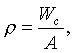 ρ = W_c / A,